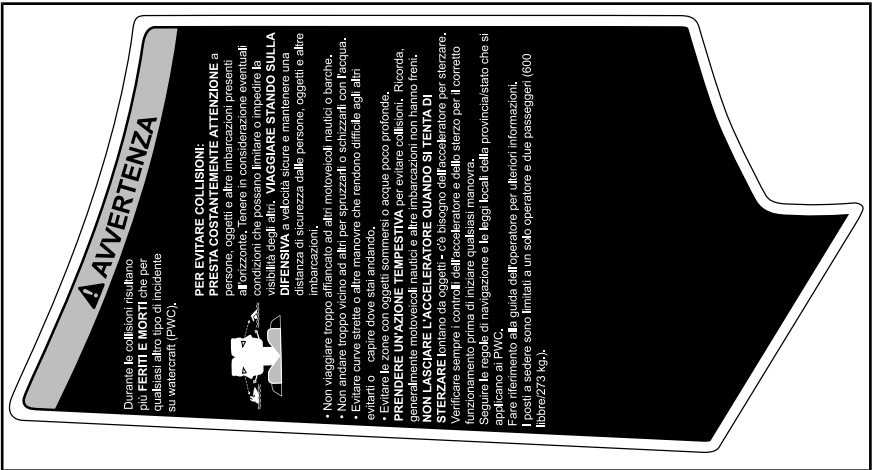 AVVERTENZA
Durante le collisioni risultano
più FERITI E MORTI che per
qualsiasi altro tipo di incidente
su watercraft (PWC).
PER EVITARE COLLISIONI:
PRESTA COSTANTEMENTE ATTENZIONE a
persone, oggetti e altre imbarcazioni presenti
all'orizzonte. Tenere in considerazione eventuali
condizioni che possano limitare o impedire la
visibilità degli altri. VIAGGIARE STANDO SULLA
DIFENSIVA a velocità sicure e mantenere una
distanza di sicurezza dalle persone, oggetti e altre
imbarcazioni.
• Non viaggiare troppo affiancato ad altri motoveicoli nautici o barche.
• Non andare troppo vicino ad altri per spruzzarli o schizzarli con l'acqua.
• Evitare curve strette o altre manovre che rendono difficile agli altri
evitarti o capire dove stai andando.
• Evitare le zone con oggetti sommersi o acque poco profonde.
PRENDERE UN'AZIONE TEMPESTIVA per evitare collisioni. Ricorda,
generalmente motoveicoli nautici e altre imbarcazioni non hanno freni.
NON LASCIARE L'ACCELERATORE QUANDO SI TENTA DI
STERZARE lontano da oggetti - c'è bisogno dell'acceleratore per sterzare.
Verificare sempre i controlli dell'acceleratore e dello sterzo per il corretto
funzionamento prima di iniziare qualsiasi manovra.
Seguire le regole di navigazione e le leggi locali della provincia/stato che si
applicano ai PWC.
Fare riferimento alla guida dell'operatore per ulteriori informazioni.
I posti a sedere sono limitati a un solo operatore e due passeggeri (600
libbre/273 kg.).